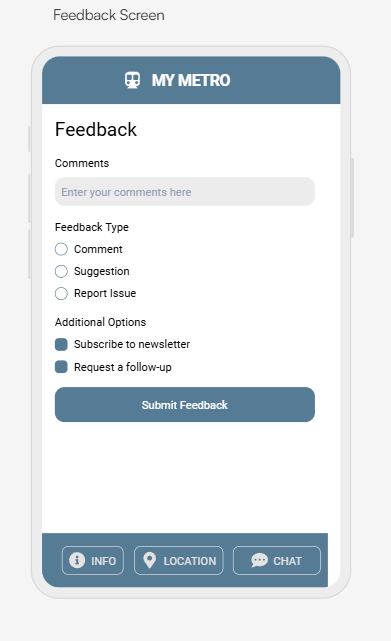 Feedback Screen
MY METRO
Feedback
Comments
Enter your comments here
Feedback Type
Comment
Suggestion
Report Issue
Additional Options
Subscribe to newsletter
Request a follow-up
Submit Feedback
INFO LOCATION CHAT